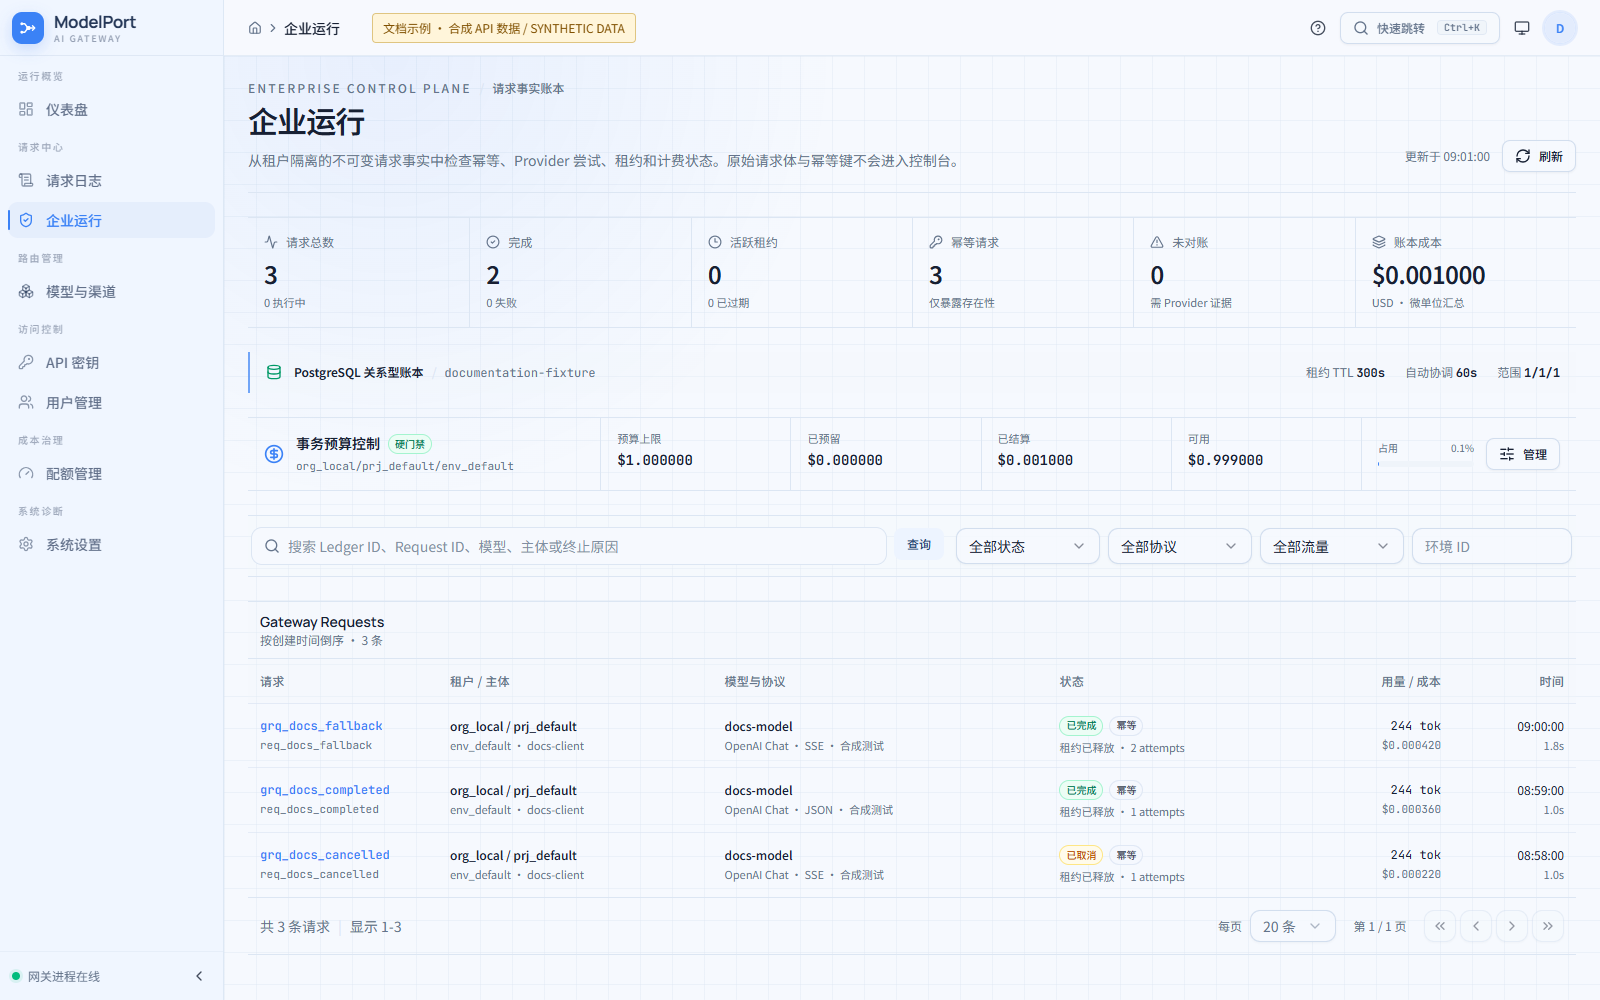 ModelPort
AI GATEWAY
运行概览
仪表盘
请求中心
请求日志
企业运行
路由管理
模型与渠道
访问控制
API 密钥
用户管理
成本治理
配额管理
系统诊断
系统设置
网关进程在线
企业运行
文档示例 · 合成 API 数据 / SYNTHETIC DATA
快速跳转 Ctrl+K
D
ENTERPRISE CONTROL PLANE / 请求事实账本
企业运行
从租户隔离的不可变请求事实中检查幂等、Provider 尝试、租约和计费状态。原始请求体与幂等键不会进入控制台。
更新于 09:01:00
刷新
请求总数
3
0 执行中
完成
2
0 失败
活跃租约
0
0 已过期
幂等请求
3
仅暴露存在性
未对账
0
需 Provider 证据
账本成本
$0.001000
USD · 微单位汇总
PostgreSQL 关系型账本 / documentation-fixture
租约 TTL 300s 自动协调 60s 范围 1/1/1
事务预算控制 硬门禁
org_local/prj_default/env_default
预算上限
$1.000000
已预留
$0.000000
已结算
$0.001000
可用
$0.999000
占用 0.1%
管理
搜索 Ledger ID、Request ID、模型、主体或终止原因
查询
全部状态
全部协议
全部流量
环境 ID
Gateway Requests
按创建时间倒序 · 3 条
请求 租户 / 主体 模型与协议 状态 用量 / 成本 时间
grq_docs_fallback org_local / prj_default docs-model 已完成 幂等 244 tok 09:00:00
req_docs_fallback env_default · docs-client OpenAI Chat · SSE · 合成测试 租约已释放 · 2 attempts $0.000420 1.8s
grq_docs_completed org_local / prj_default docs-model 已完成 幂等 244 tok 08:59:00
req_docs_completed env_default · docs-client OpenAI Chat · JSON · 合成测试 租约已释放 · 1 attempts $0.000360 1.0s
grq_docs_cancelled org_local / prj_default docs-model 已取消 幂等 244 tok 08:58:00
req_docs_cancelled env_default · docs-client OpenAI Chat · SSE · 合成测试 租约已释放 · 1 attempts $0.000220 1.0s
共 3 条请求 显示 1-3
每页 20 条 第 1 / 1 页